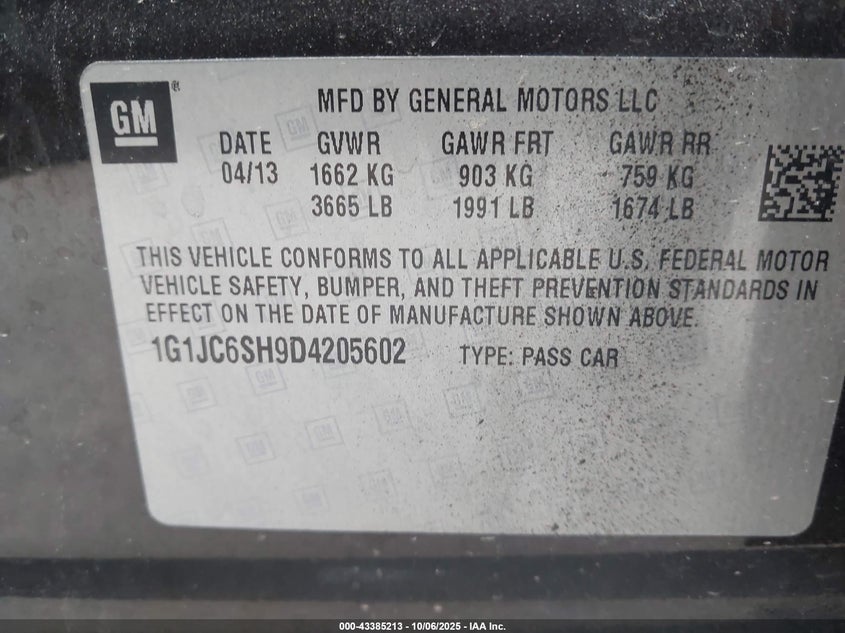 GM
MFD BY GENERAL MOTORS LLC
DATE GVWR GAWR FRT GAWR RR
04/13 1662 KG 903 KG 759 KG
3665 LB 1991 LB 1674 LB
THIS VEHICLE CONFORMS TO ALL APPLICABLE U.S. FEDERAL MOTOR
VEHICLE SAFETY, BUMPER, AND THEFT PREVENTION STANDARDS IN
EFFECT ON THE DATE OF MANUFACTURE SHOWN ABOVE.
1G1JC6SH9D4205602 TYPE: PASS CAR
000-43385213 - 10/06/2025 - IAA Inc.